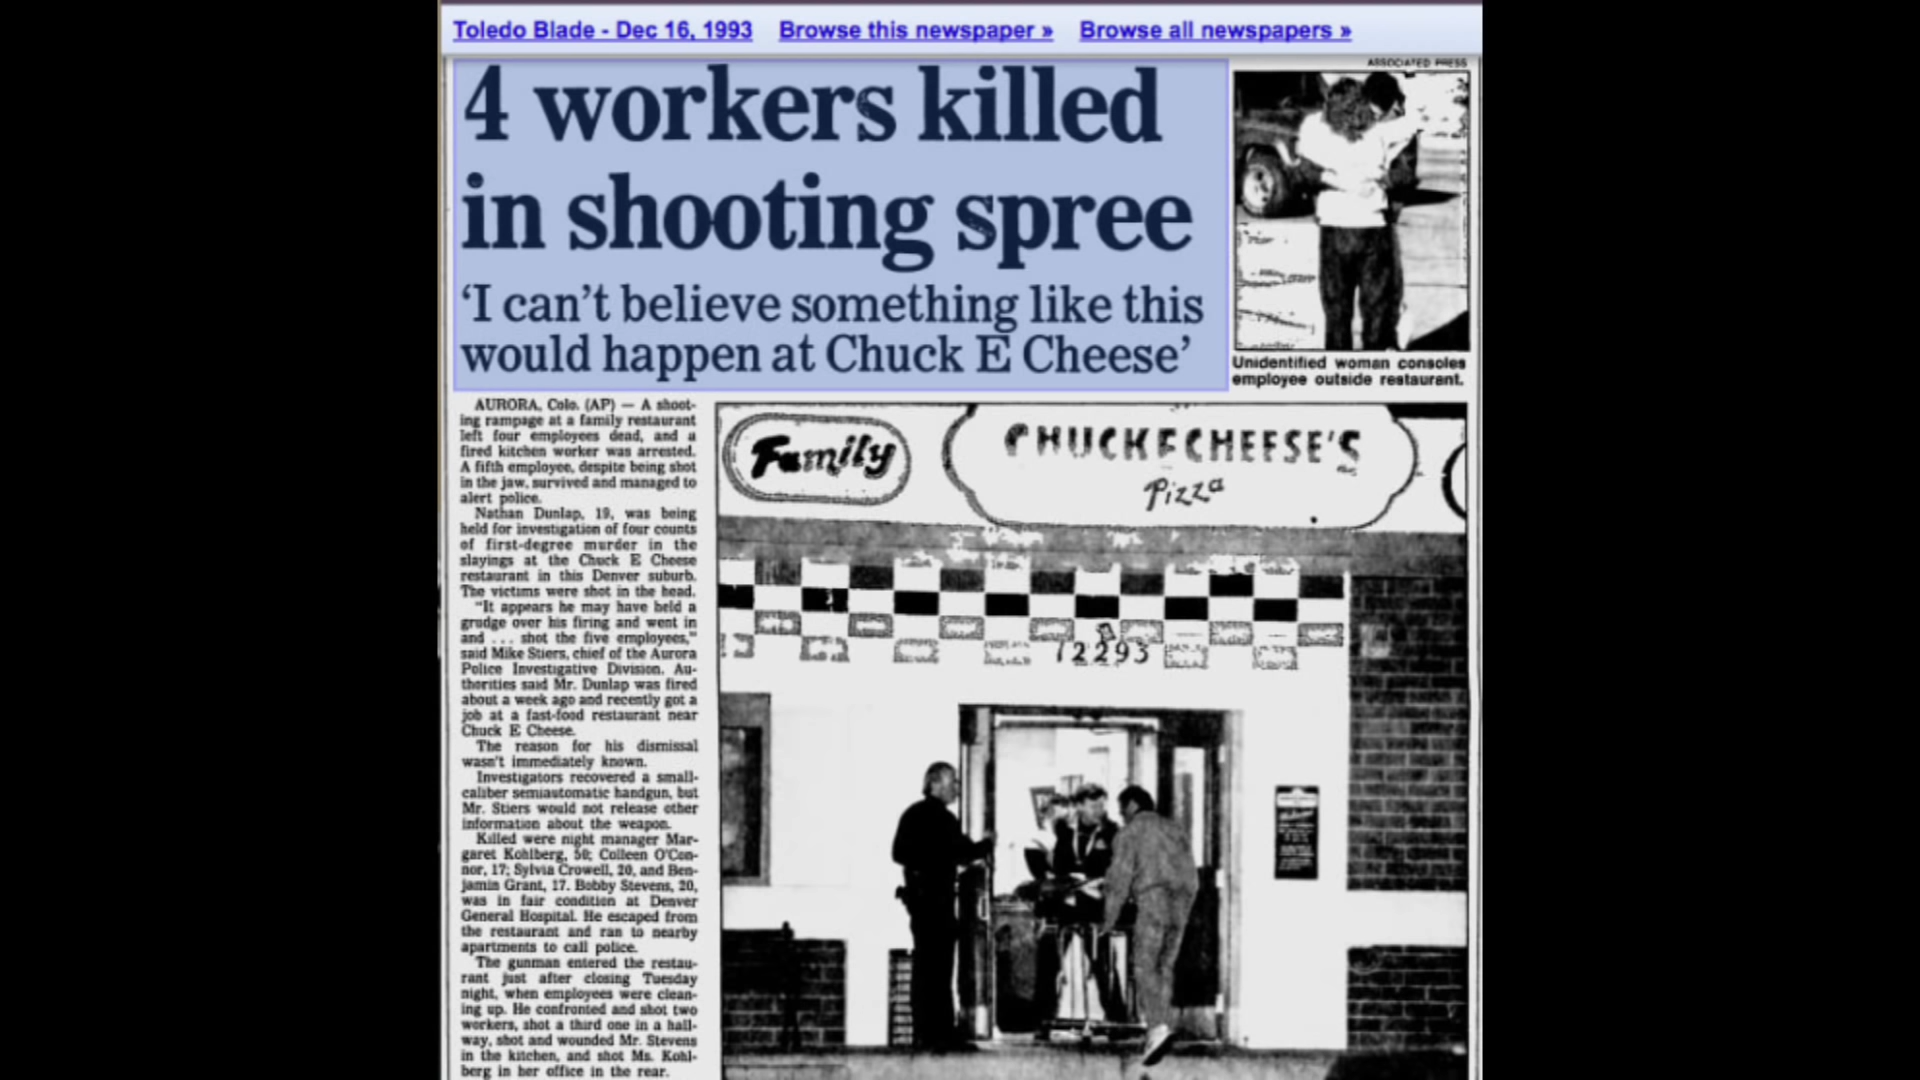 Toledo Blade - Dec 16, 1993 Browse this newspaper » Browse all newspapers »
4 workers killed
in shooting spree
‘I can’t believe something like this
would happen at Chuck E Cheese’
ASSOCIATED PRESS
Unidentified woman consoles
employee outside restaurant.
AURORA, Colo. (AP) — A shoot-
ing rampage at a family restaurant
left four employees dead, and a
fired kitchen worker was arrested.
A fifth employee, despite being shot
in the jaw, survived and managed to
alert police.
Nathan Dunlap, 19, was being
held for investigation of four counts
of first-degree murder in the
slayings at the Chuck E Cheese
restaurant in this Denver suburb.
The victims were shot in the head.
“It appears he may have held a
grudge over his firing and went in
and . . . shot the five employees,”
said Mike Stiers, chief of the Aurora
Police Investigative Division. Au-
thorities said Mr. Dunlap was fired
about a week ago and recently got a
job at a fast-food restaurant near
Chuck E Cheese.
The reason for his dismissal
wasn't immediately known.
Investigators recovered a small-
caliber semiautomatic handgun, but
Mr. Stiers would not release other
information about the weapon.
Killed were night manager Mar-
garet Kohlberg, 50; Colleen O'Con-
nor, 17; Sylvia Crowell, 20, and Ben-
jamin Grant, 17. Bobby Stevens, 20,
was in fair condition at Denver
General Hospital. He escaped from
the restaurant and ran to nearby
apartments to call police.
The gunman entered the restau-
rant just after closing Tuesday
night, when employees were clean-
ing up. He confronted and shot two
workers, shot a third one in a hall-
way, shot and wounded Mr. Stevens
in the kitchen, and shot Ms. Kohl-
berg in her office in the rear.
Family
CHUCK E CHEESE'S
Pizza
12293